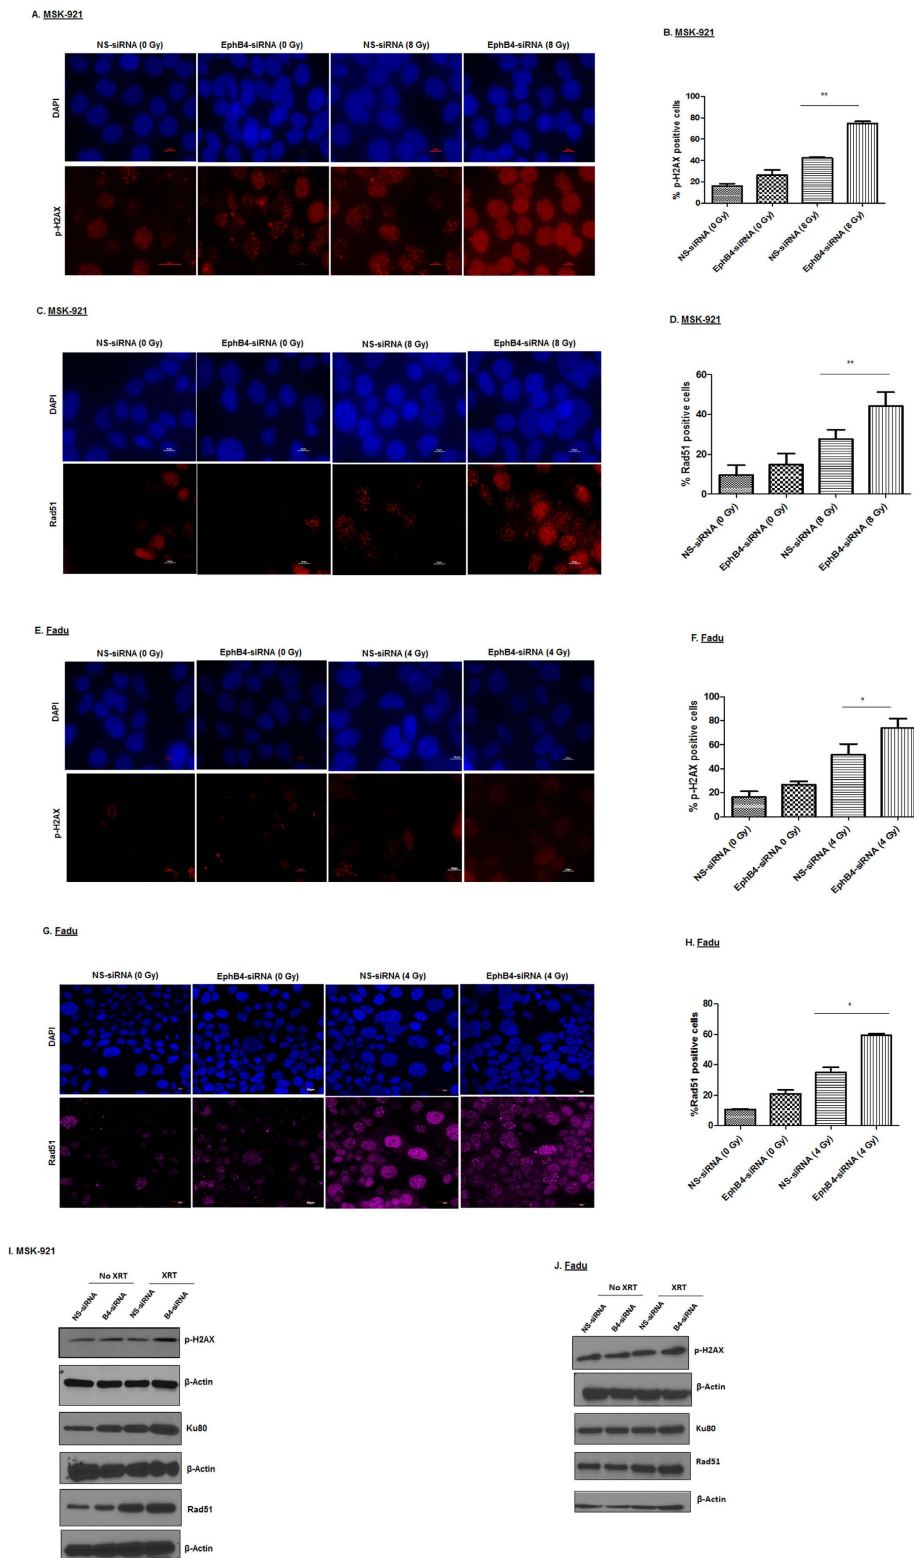 A. MSK-921
NS-siRNA (0 Gy) EphB4-siRNA (0 Gy) NS-siRNA (8 Gy) EphB4-siRNA (8 Gy)
DAPI
p-H2AX
B. MSK-921
% p-H2AX positive cells
100
80
60
40
20
0
**
NS-siRNA (0 Gy)
EphB4-siRNA (0 Gy)
NS-siRNA (8 Gy)
EphB4-siRNA (8 Gy)
C. MSK-921
NS-siRNA (0 Gy) EphB4-siRNA (0 Gy) NS-siRNA (8 Gy) EphB4-siRNA (8 Gy)
DAPI
Rad51
D. MSK-921
% Rad51 positive cells
60
40
20
0
**
NS-siRNA (0 Gy)
EphB4-siRNA (0 Gy)
NS-siRNA (8 Gy)
EphB4-siRNA (8 Gy)
E. Fadu
NS-siRNA (0 Gy) EphB4-siRNA (0 Gy) NS-siRNA (4 Gy) EphB4-siRNA (4 Gy)
DAPI
p-H2AX
F. Fadu
% p-H2AX positive cells
100
80
60
40
20
0
*
NS-siRNA (0 Gy)
EphB4-siRNA 0 Gy)
NS-siRNA (4 Gy)
EphB4-siRNA (4 Gy)
G. Fadu
NS-siRNA (0 Gy) EphB4-siRNA (0 Gy) NS-siRNA (4 Gy) EphB4-siRNA (4 Gy)
DAPI
Rad51
H. Fadu
%Rad51 positive cells
80
60
40
20
0
*
NS-siRNA (0 Gy)
EphB4-siRNA (0 Gy)
NS-siRNA (4 Gy)
EphB4-siRNA (4 Gy)
I. MSK-921
No XRT XRT
NS-siRNA B4-siRNA NS-siRNA B4-siRNA
p-H2AX
β-Actin
Ku80
β-Actin
Rad51
β-Actin
J. Fadu
No XRT XRT
NS-siRNA B4-siRNA NS-siRNA B4-siRNA
p-H2AX
β-Actin
Ku80
Rad51
β-Actin